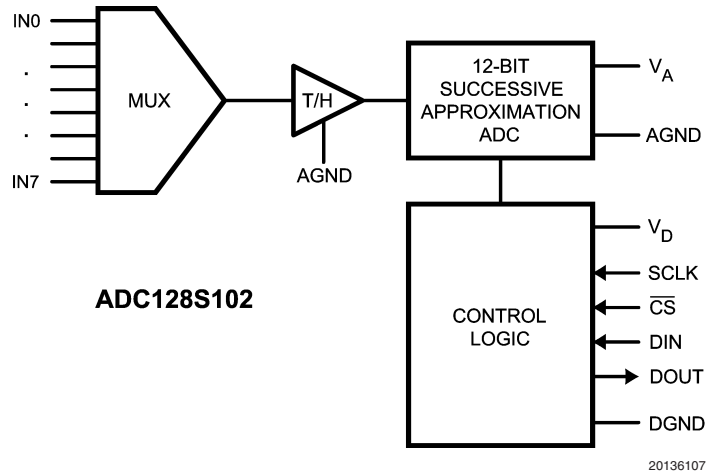 IN0
.
.
.
IN7
MUX
T/H
AGND
12-BIT
SUCCESSIVE
APPROXIMATION
ADC
VA
AGND
CONTROL
LOGIC
VD
SCLK
CS
DIN
DOUT
DGND
ADC128S102
20136107